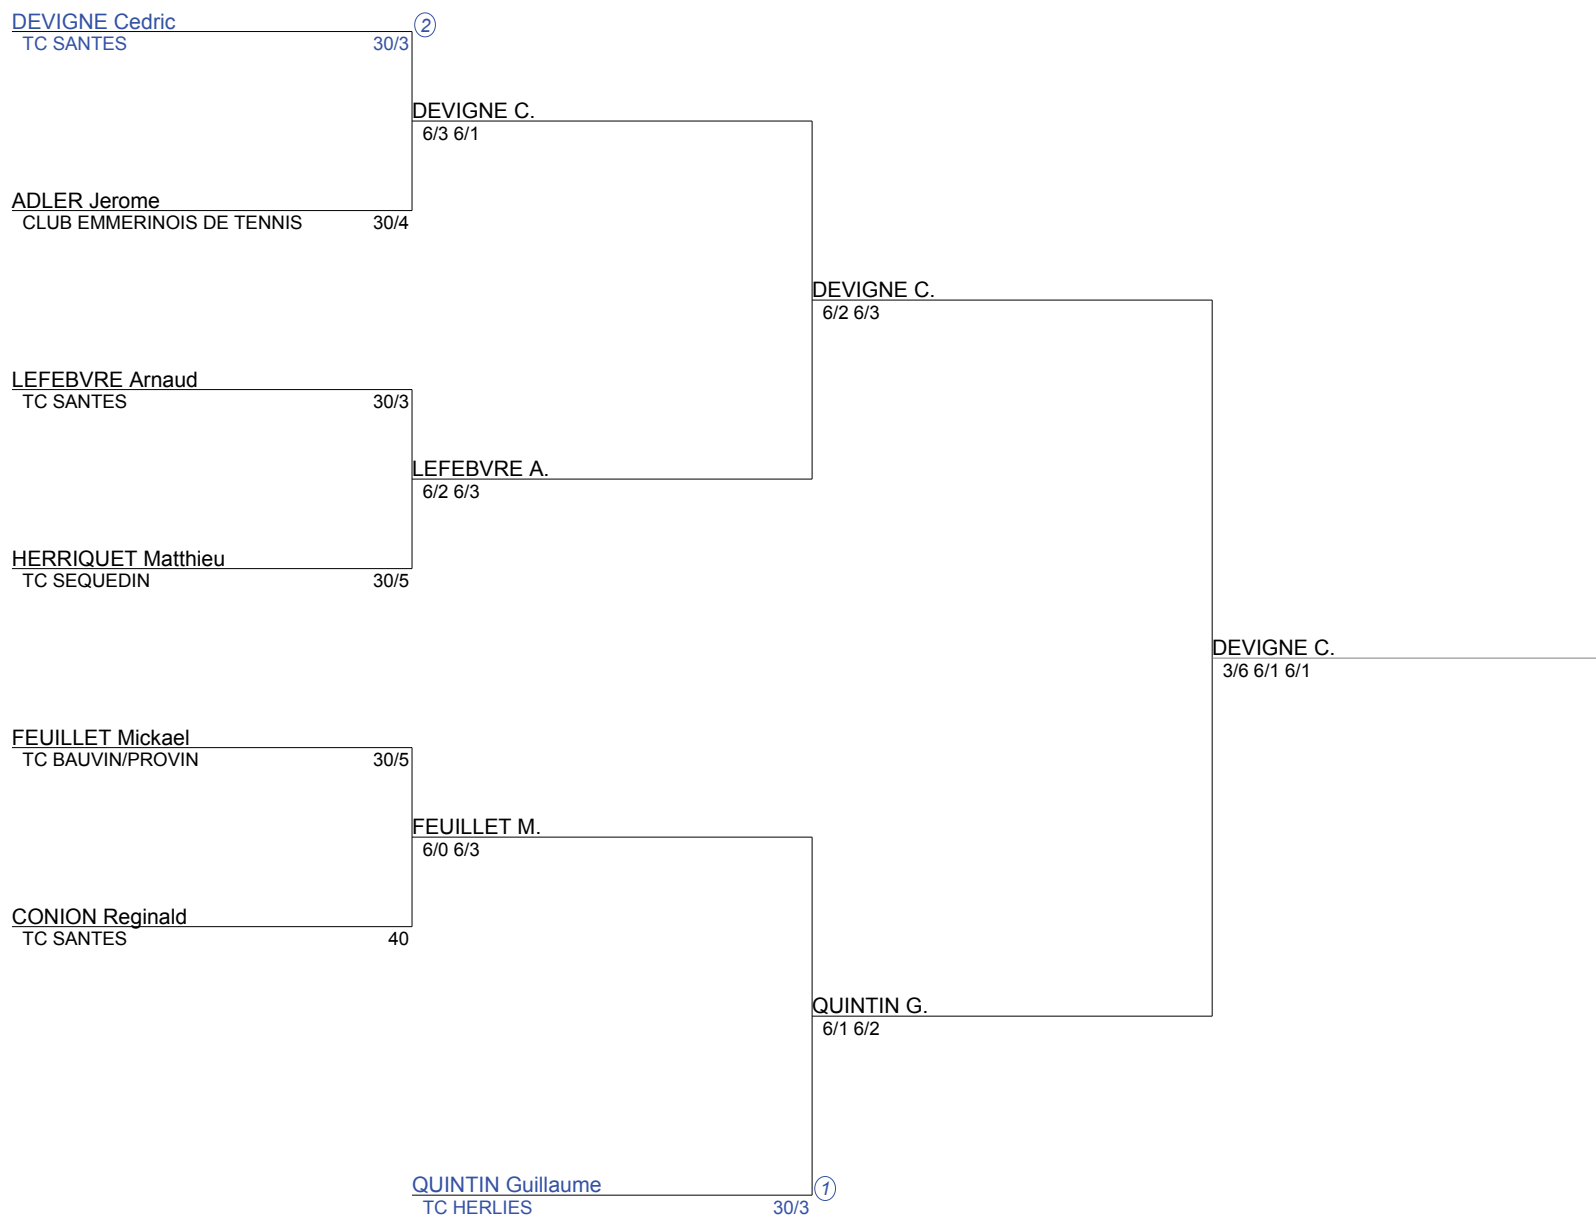 DEVIGNE Cedric 2
TC SANTES 30/3
DEVIGNE C.
6/3 6/1
ADLER Jerome
CLUB EMMERINOIS DE TENNIS 30/4
DEVIGNE C.
6/2 6/3
LEFEBVRE Arnaud
TC SANTES 30/3
LEFEBVRE A.
6/2 6/3
HERRIQUET Matthieu
TC SEQUEDIN 30/5
DEVIGNE C.
3/6 6/1 6/1
FEUILLET Mickael
TC BAUVIN/PROVIN 30/5
FEUILLET M.
6/0 6/3
CONION Reginald
TC SANTES 40
QUINTIN G.
6/1 6/2
QUINTIN Guillaume 1
TC HERLIES 30/3